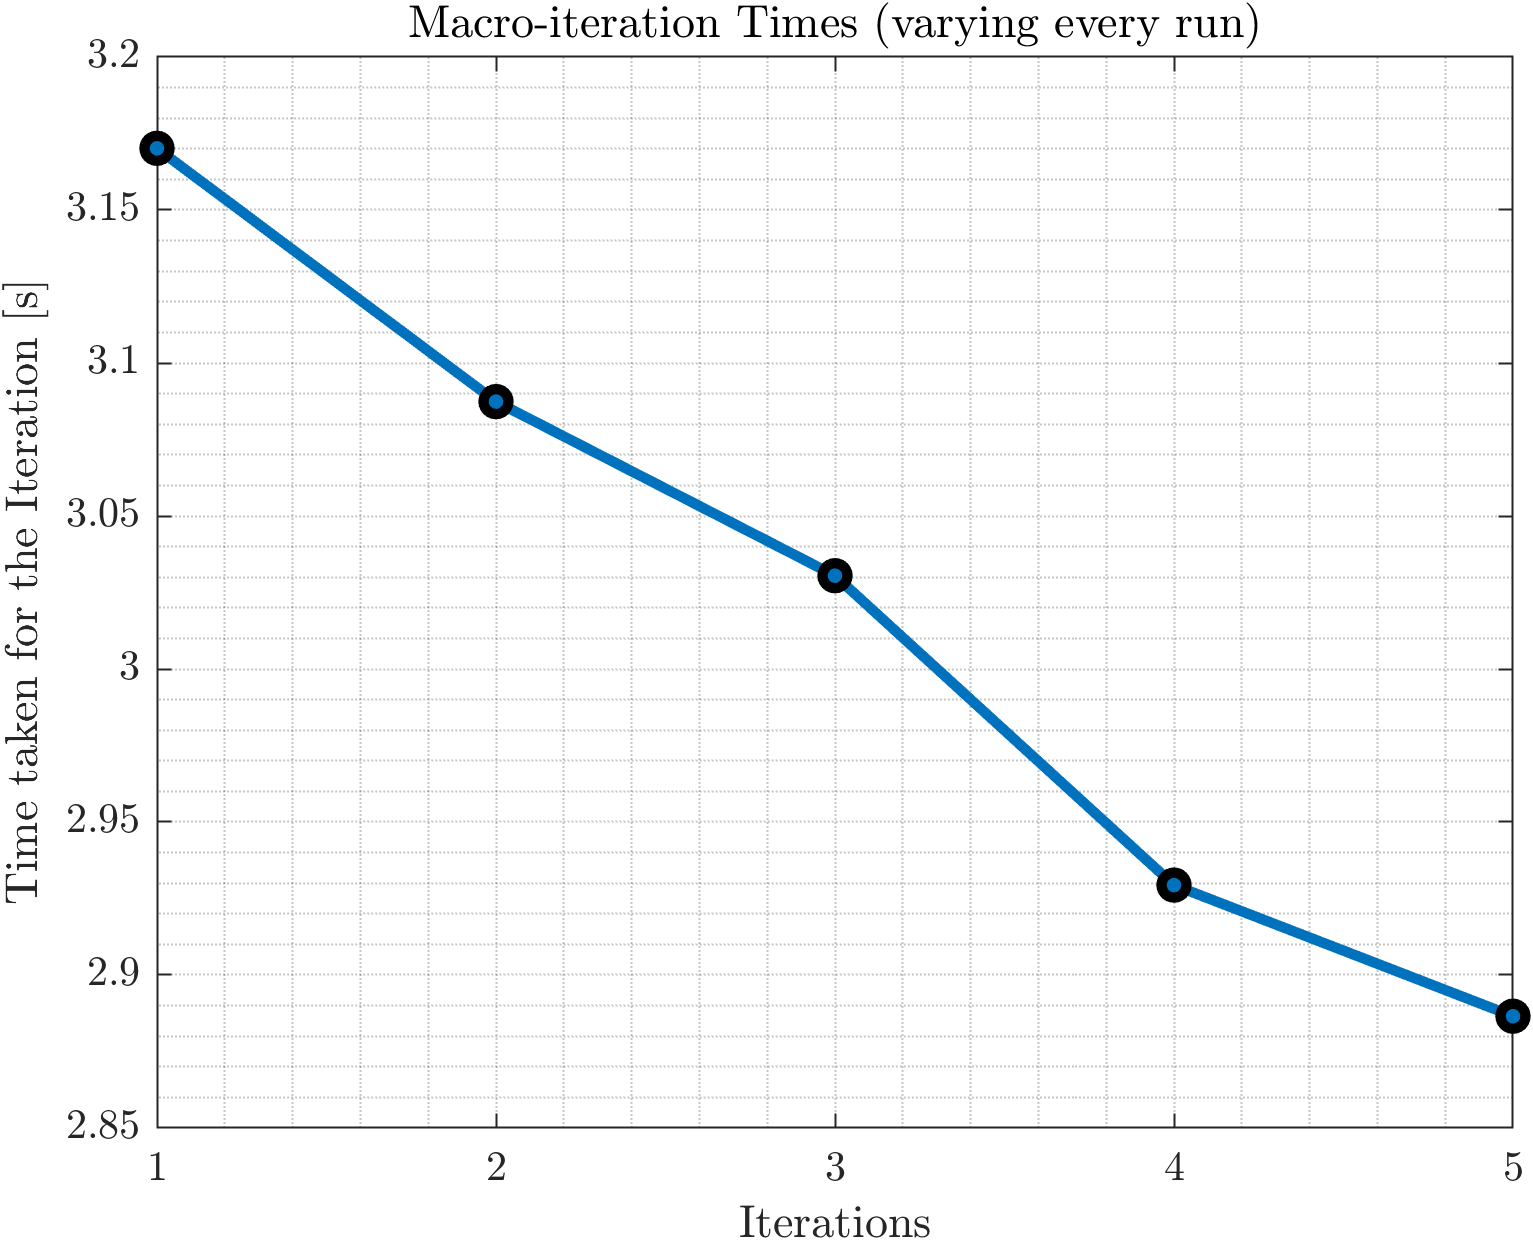 Macro-iteration Times (varying every run)
Time taken for the Iteration [s]
3.2
3.15
3.1
3.05
3
2.95
2.9
2.85
1 2 3 4 5
Iterations